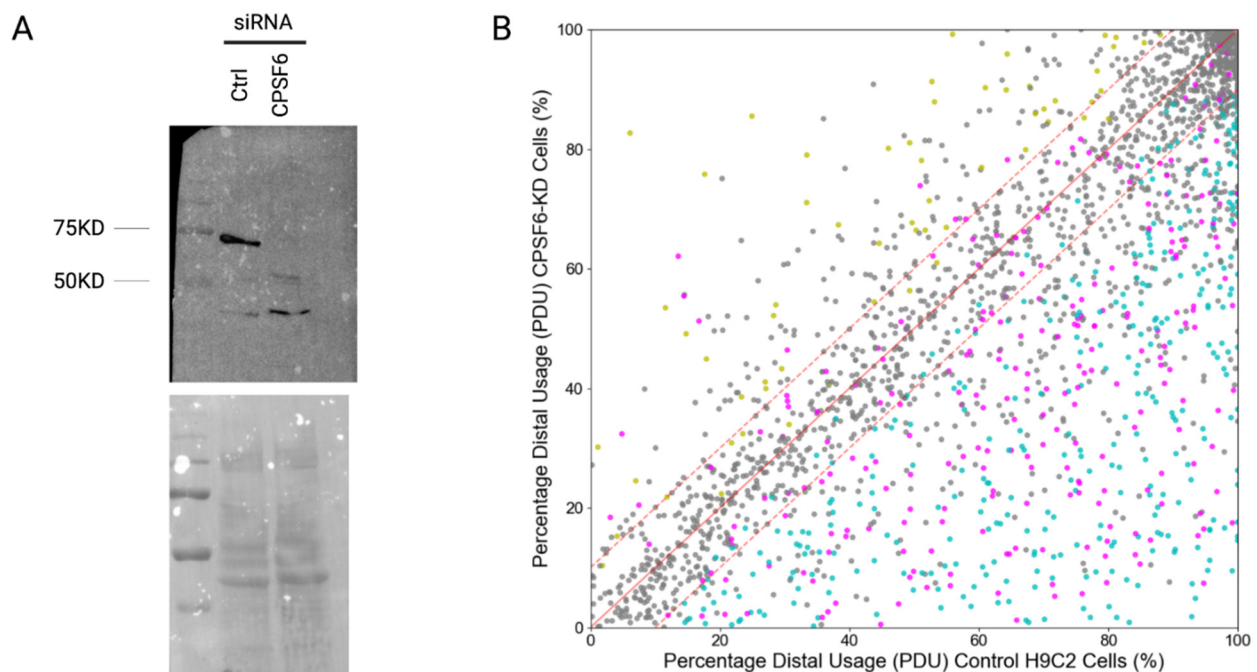 A
siRNA
Ctrl
CPSF6
75KD
50KD
B
Percentage Distal Usage (PDU) CPSF6-KD Cells (%)
100
80
60
40
20
0
0 20 40 60 80 100
Percentage Distal Usage (PDU) Control H9C2 Cells (%)